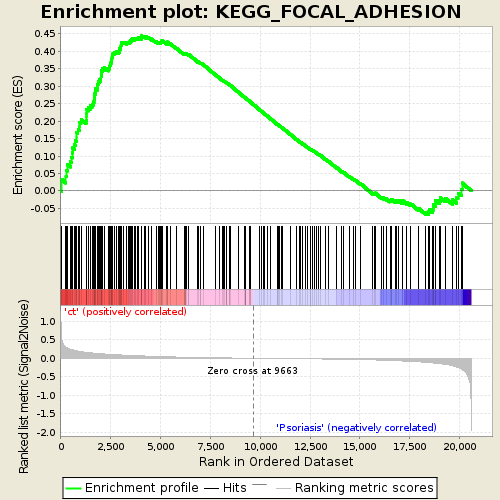 Enrichment plot: KEGG_FOCAL_ADHESION
Enrichment score (ES)
0.45
0.40
0.35
0.30
0.25
0.20
0.15
0.10
0.05
0.00
-0.05
Ranked list metric (Signal2Noise)
1.0
0.5
0.0
-0.5
-1.0
-1.5
-2.0
'ct' (positively correlated)
Zero cross at 9663
'Psoriasis' (negatively correlated)
0 2,500 5,000 7,500 10,000 12,500 15,000 17,500 20,000
Rank in Ordered Dataset
Enrichment profile Hits Ranking metric scores